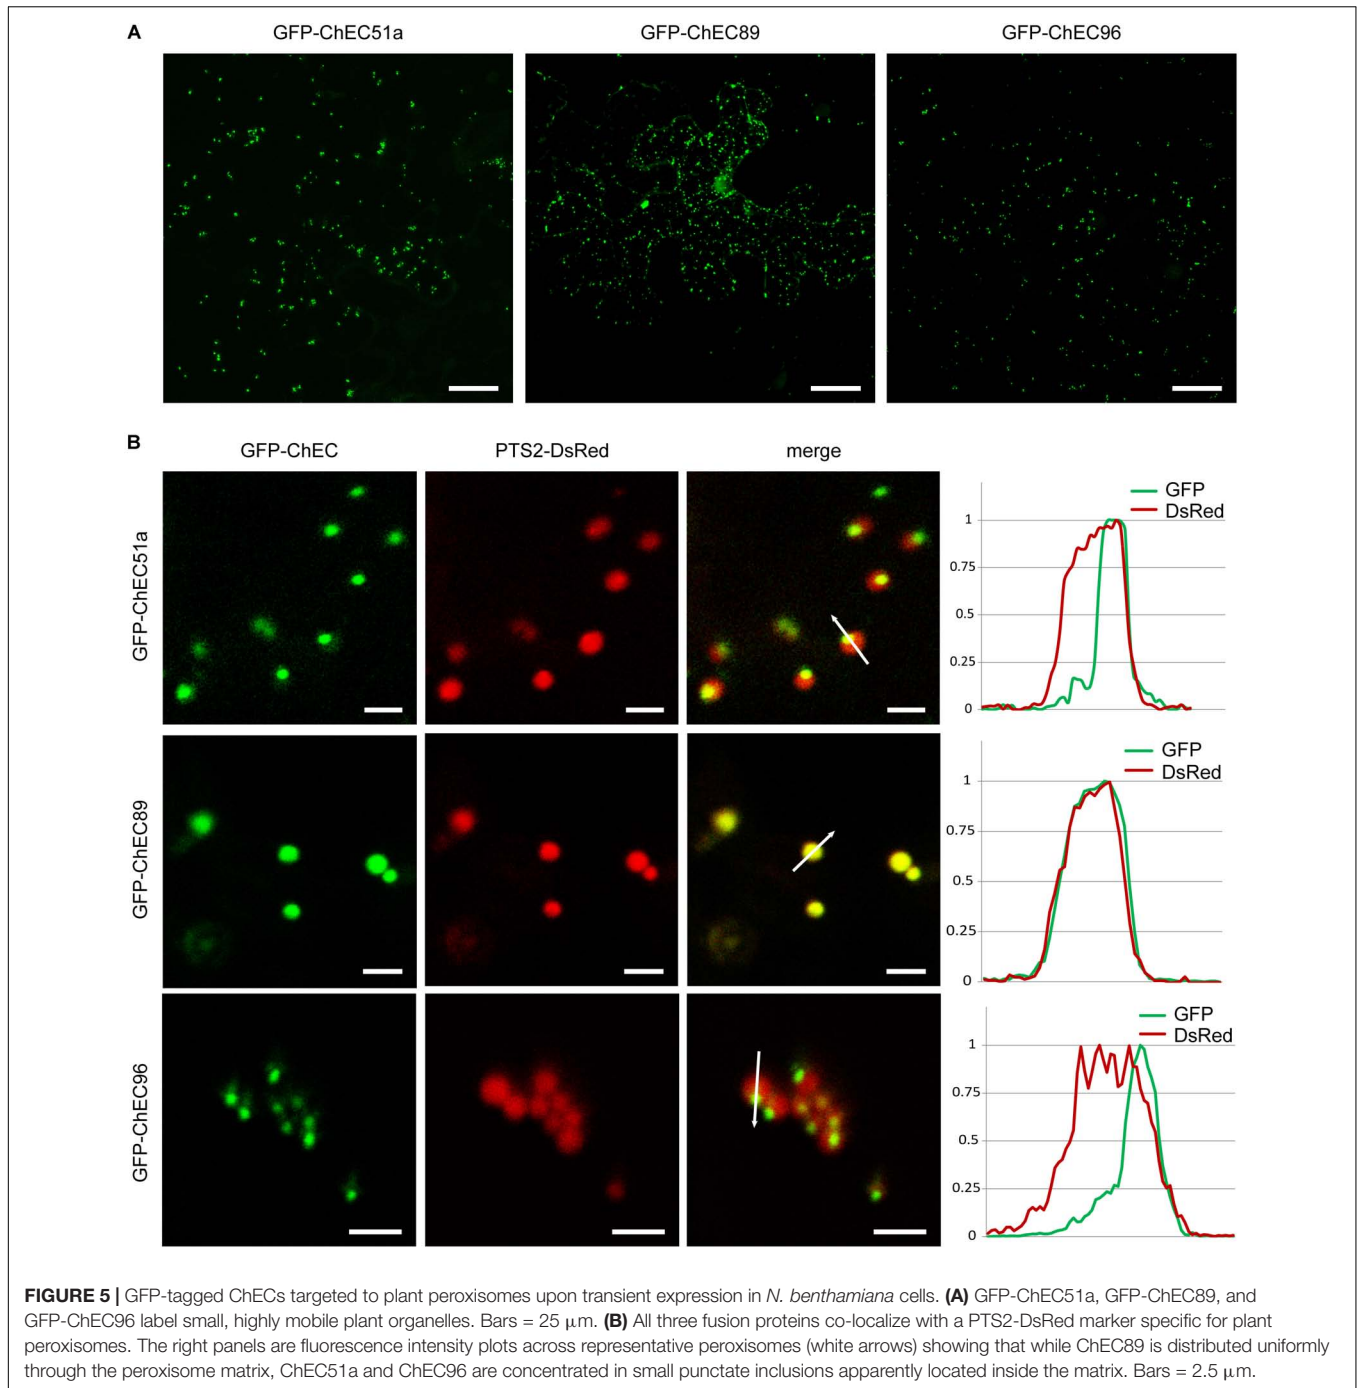 A
GFP-ChEC51a GFP-ChEC89 GFP-ChEC96
B
GFP-ChEC PTS2-DsRed merge
GFP-ChEC51a
GFP
DsRed
1
0.75
0.5
0.25
0
GFP-ChEC89
GFP
DsRed
1
0.75
0.5
0.25
0
GFP-ChEC96
GFP
DsRed
1
0.75
0.5
0.25
0
FIGURE 5 | GFP-tagged ChECs targeted to plant peroxisomes upon transient expression in N. benthamiana cells. (A) GFP-ChEC51a, GFP-ChEC89, and
GFP-ChEC96 label small, highly mobile plant organelles. Bars = 25 μm. (B) All three fusion proteins co-localize with a PTS2-DsRed marker specific for plant
peroxisomes. The right panels are fluorescence intensity plots across representative peroxisomes (white arrows) showing that while ChEC89 is distributed uniformly
through the peroxisome matrix, ChEC51a and ChEC96 are concentrated in small punctate inclusions apparently located inside the matrix. Bars = 2.5 μm.